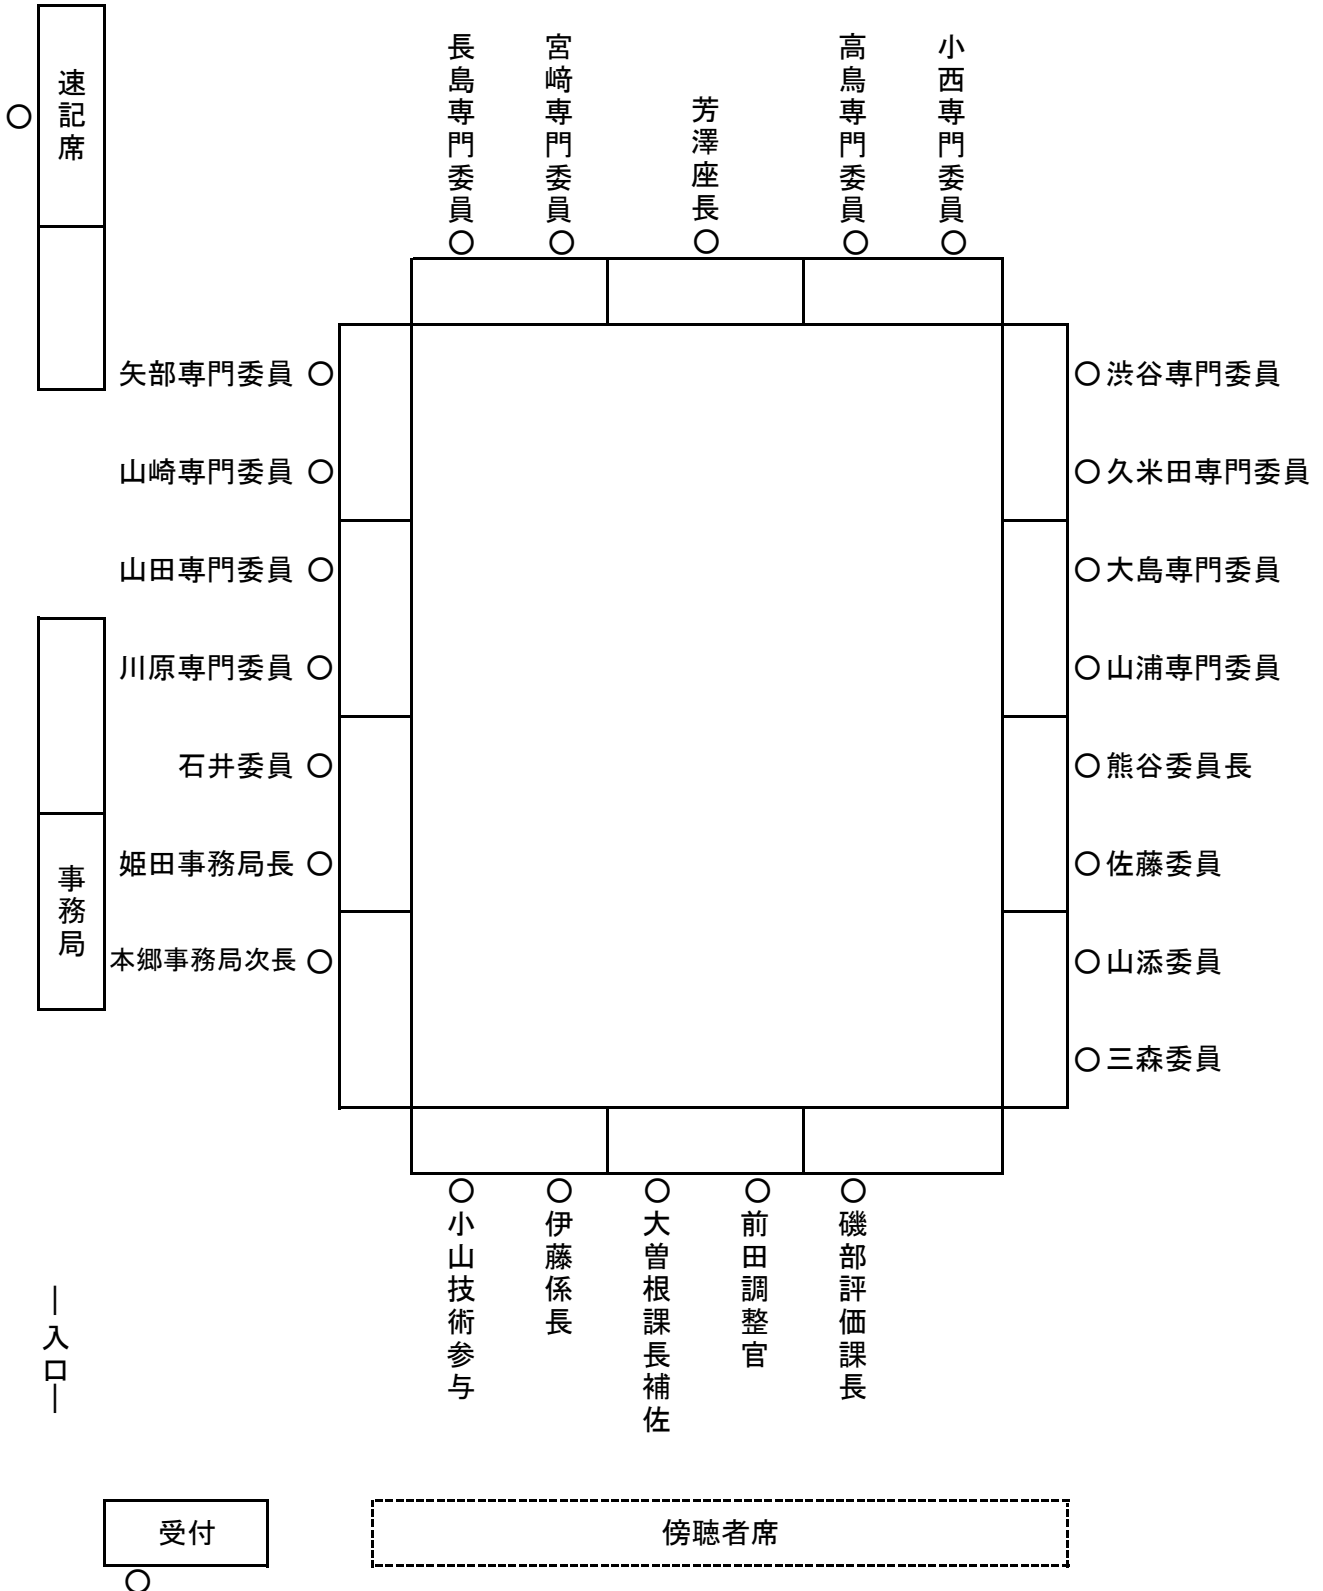 速記席
長島専門委員
宮﨑専門委員
芳澤座長
高鳥専門委員
小西専門委員
矢部専門委員
渋谷専門委員
山崎専門委員
久米田専門委員
山田専門委員
大島専門委員
川原専門委員
山浦専門委員
石井委員
熊谷委員長
姫田事務局長
佐藤委員
事務局
本郷事務局次長
山添委員
三森委員
小山技術参与
伊藤係長
大曽根課長補佐
前田調整官
磯部評価課長
―入口―
受付
傍聴者席